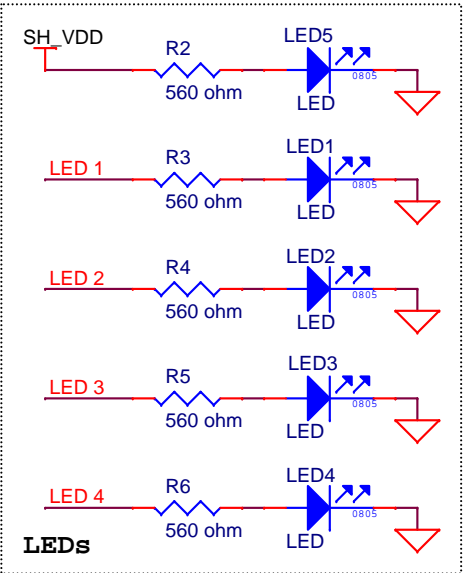 SH_VDD R2 LED5
560 ohm LED 0805
LED 1 R3 LED1
560 ohm LED 0805
LED 2 R4 LED2
560 ohm LED 0805
LED 3 R5 LED3
560 ohm LED 0805
LED 4 R6 LED4
560 ohm LED 0805
LEDs